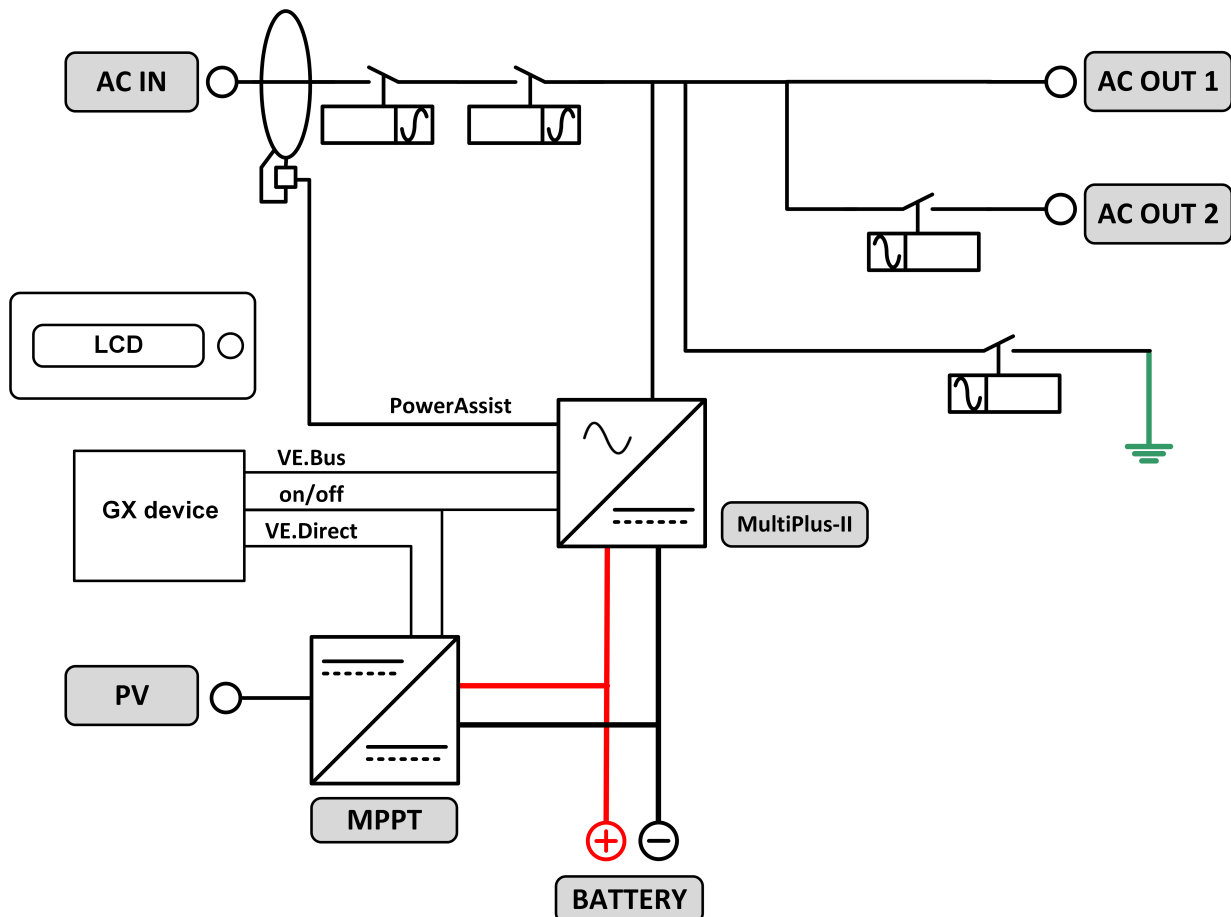 AC IN
AC OUT 1
AC OUT 2
LCD
PowerAssist
VE.Bus
GX device
on/off
VE.Direct
MultiPlus-II
PV
MPPT
BATTERY